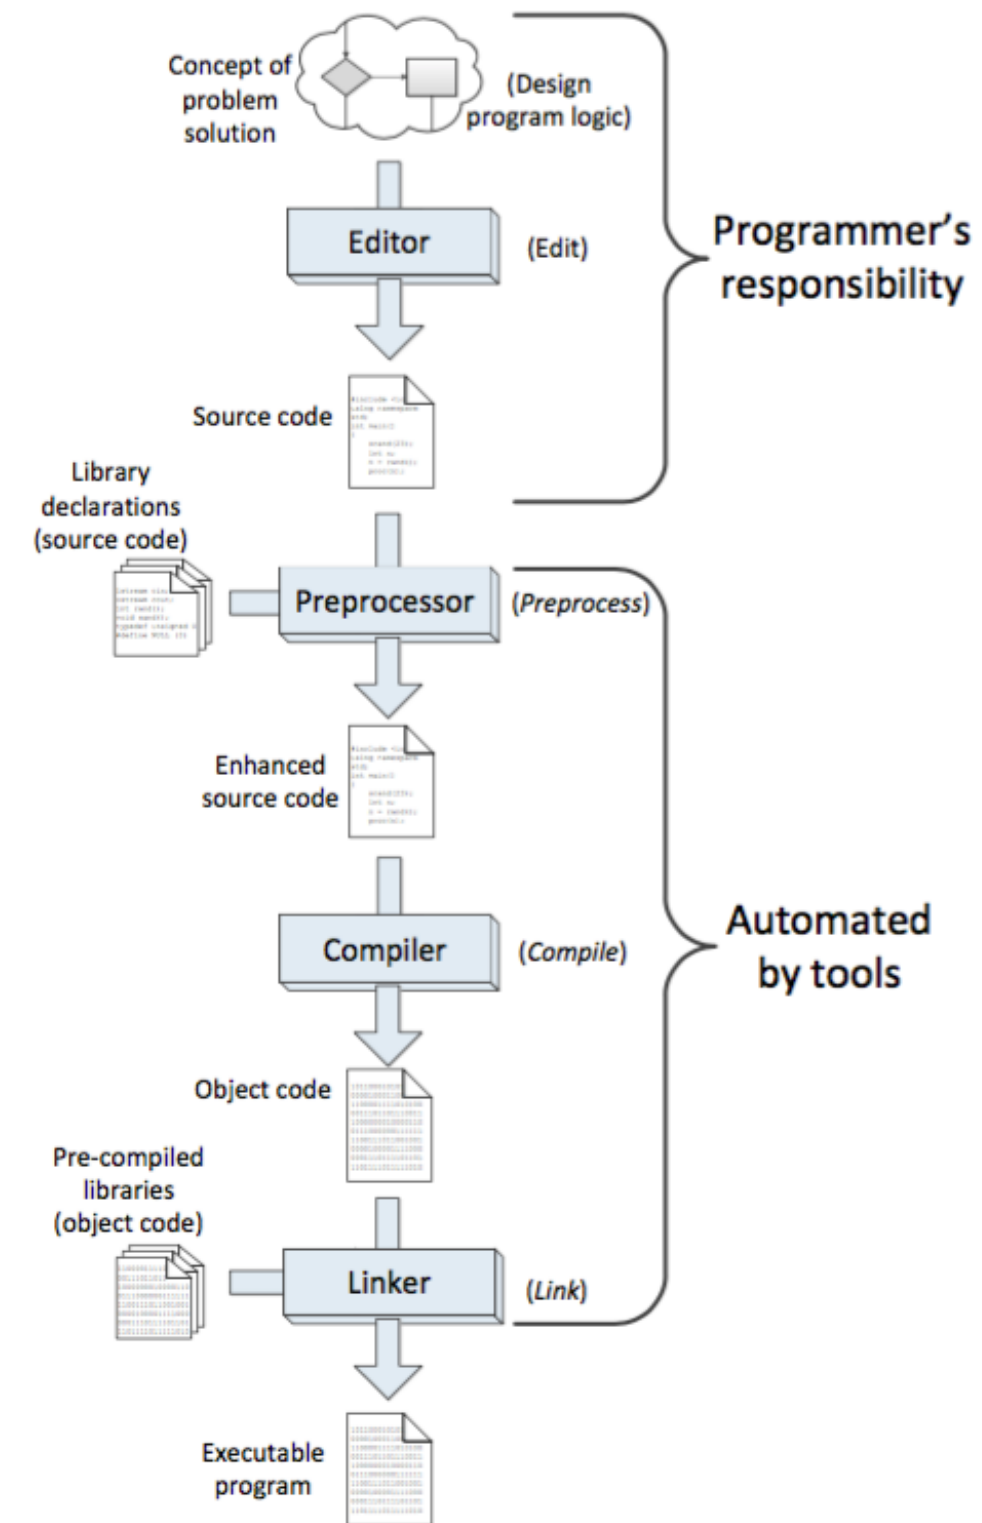 Concept of
problem
solution
(Design
program logic)
Editor
(Edit)
Programmer's
responsibility
Source code
Library
declarations
(source code)
Preprocessor
(Preprocess)
Enhanced
source code
Compiler
(Compile)
Automated
by tools
Object code
Pre-compiled
libraries
(object code)
Linker
(Link)
Executable
program